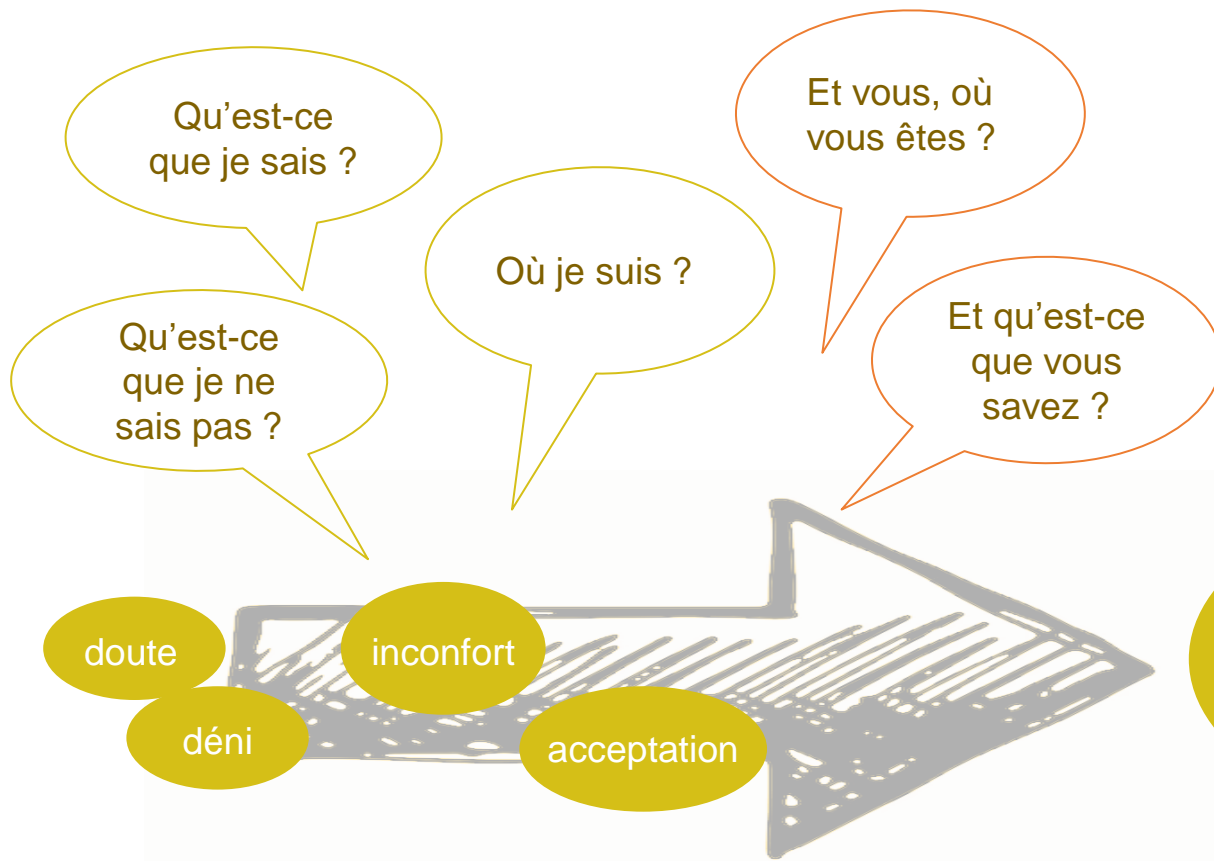 Qu’est-ce
que je sais ?
Et vous, où
vous êtes ?
Où je suis ?
Qu’est-ce
que je ne
sais pas ?
Et qu’est-ce
que vous
savez ?
doute
inconfort
déni
acceptation